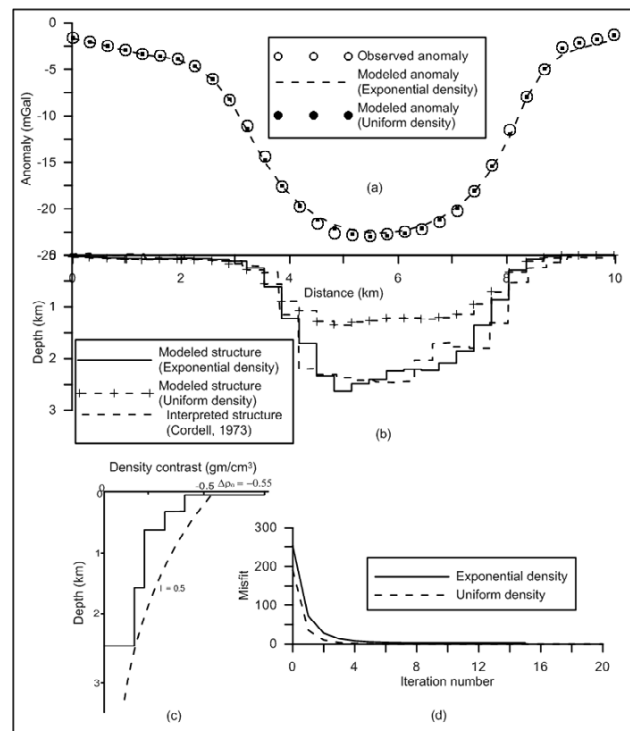 0
-5
-10
-15
-20
Anomaly (mGal)
Observed anomaly
Modeled anomaly
(Exponential density)
Modeled anomaly
(Uniform density)
(a)
0
2
4
6
8
10
Distance (km)
1
2
3
Depth (km)
Modeled structure
(Exponential density)
Modeled structure
(Uniform density)
Interpreted structure
(Cordell, 1973)
(b)
Density contrast (gm/cm³)
0
-0.5
Δρ₀ = −0.55
1
2
3
Depth (km)
= 0.5
(c)
300
200
100
0
Misfit
Exponential density
Uniform density
0
4
8
12
16
20
Iteration number
(d)